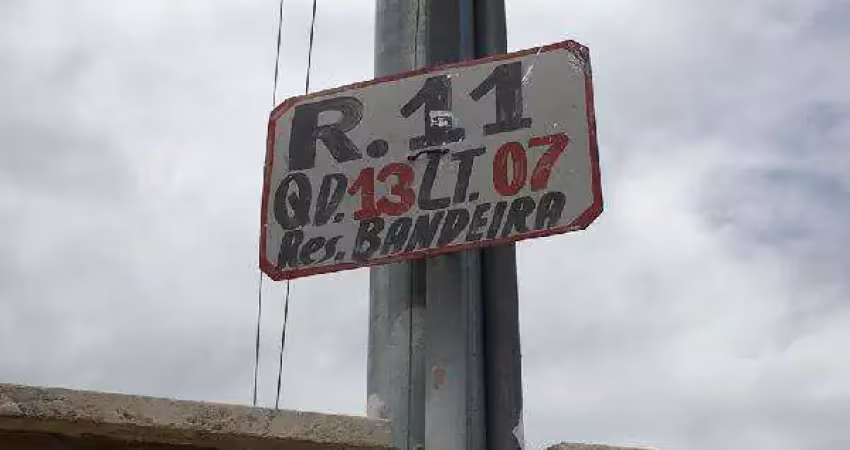 R. 11
QD. 13 LT. 07
Res. BANDEIRA